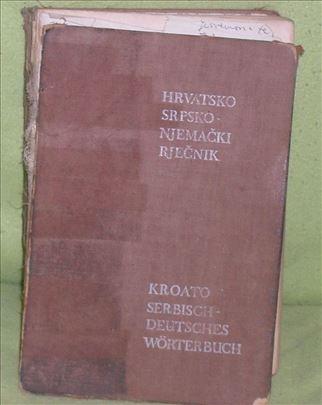 HRVATSKO
SRPSKO-
NJEMAČKI
RJEČNIK
KROATO
SERBISCH-
DEUTSCHES
WÖRTERBUCH